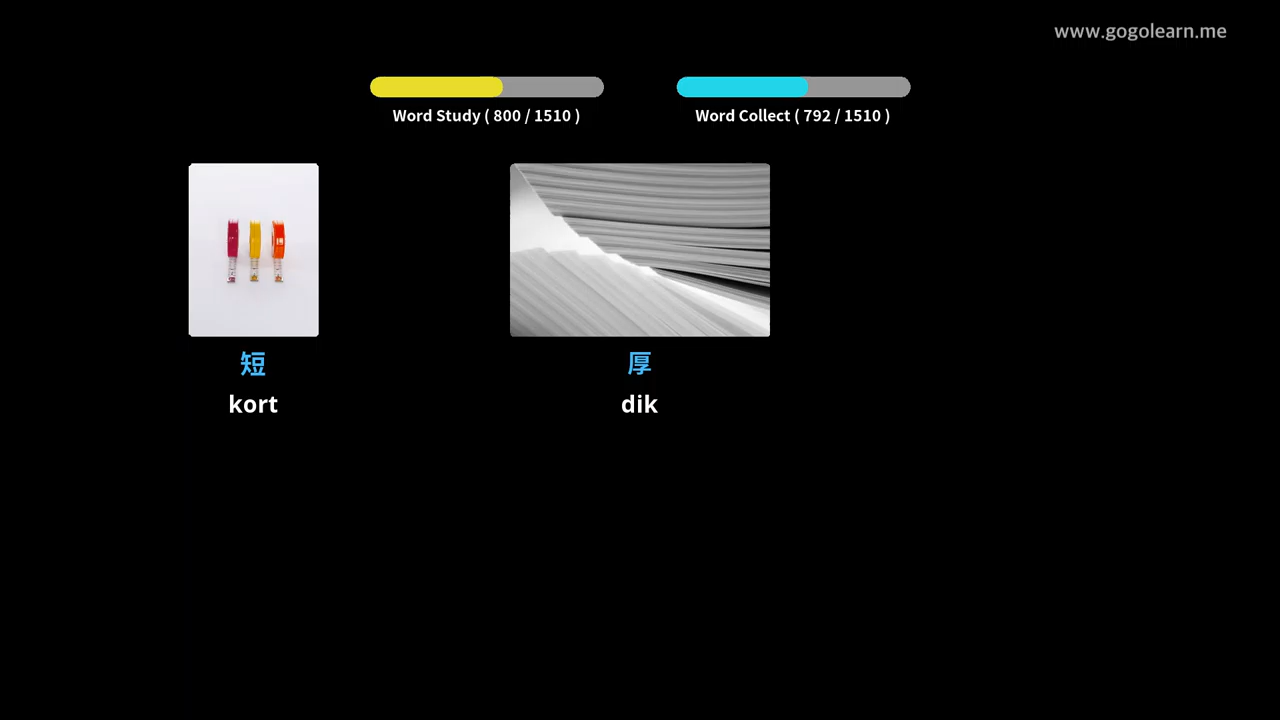 www.gogolearn.me
Word Study ( 800 / 1510 )
Word Collect ( 792 / 1510 )
短
kort
厚
dik